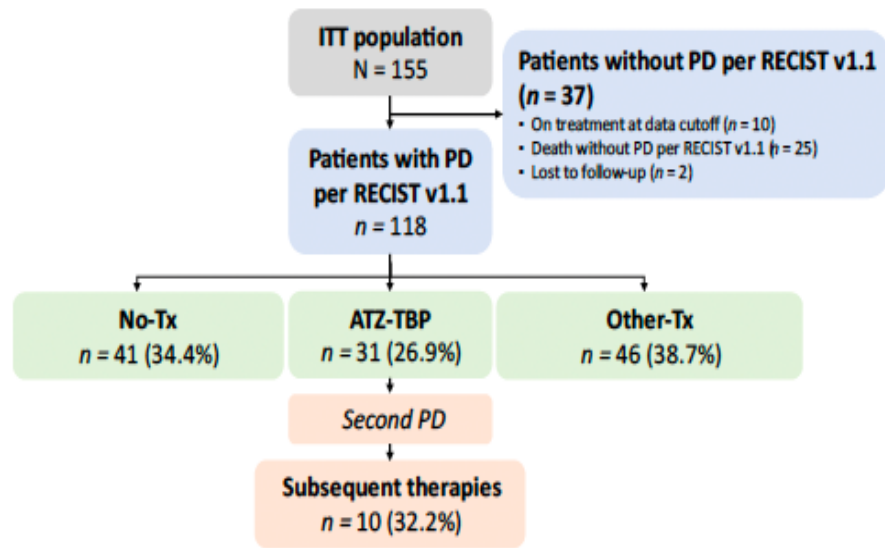 ITT population
N = 155
Patients without PD per RECIST v1.1
(n = 37)
• On treatment at data cutoff (n = 10)
• Death without PD per RECIST v1.1 (n = 25)
• Lost to follow-up (n = 2)
Patients with PD
per RECIST v1.1
n = 118
No-Tx
n = 41 (34.4%)
ATZ-TBP
n = 31 (26.9%)
Other-Tx
n = 46 (38.7%)
Second PD
Subsequent therapies
n = 10 (32.2%)